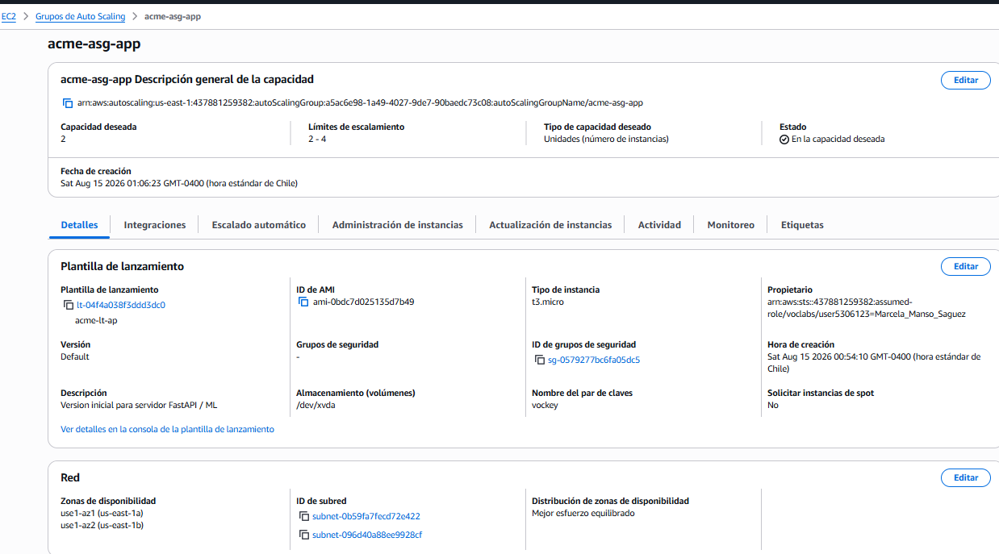 EC2 > Grupos de Auto Scaling > acme-asg-app
acme-asg-app
acme-asg-app Descripción general de la capacidad
Editar
arn:aws:autoscaling:us-east-1:437881259382:autoScalingGroup:a5ac6e98-1a49-4027-9de7-90baedc73c08:autoScalingGroupName/acme-asg-app
Capacidad deseada
2
Límites de escalamiento
2 - 4
Tipo de capacidad deseado
Unidades (número de instancias)
Estado
En la capacidad deseada
Fecha de creación
Sat Aug 15 2026 01:06:23 GMT-0400 (hora estándar de Chile)
Detalles
Integraciones
Escalado automático
Administración de instancias
Actualización de instancias
Actividad
Monitoreo
Etiquetas
Plantilla de lanzamiento
Editar
Plantilla de lanzamiento
lt-04f4a038f3ddd3dc0
acme-lt-ap
ID de AMI
ami-0bdc7d025135d7b49
Tipo de instancia
t3.micro
Propietario
arn:aws:sts::437881259382:assumed-
role/voclabs/user5306123=Marcela_Manso_Saguez
Versión
Default
Grupos de seguridad
-
ID de grupos de seguridad
sg-0579277bc6fa05dc5
Hora de creación
Sat Aug 15 2026 00:54:10 GMT-0400 (hora estándar de
Chile)
Descripción
Version inicial para servidor FastAPI / ML
Almacenamiento (volúmenes)
/dev/xvda
Nombre del par de claves
vockey
Solicitar instancias de spot
No
Ver detalles en la consola de la plantilla de lanzamiento
Red
Editar
Zonas de disponibilidad
use1-az1 (us-east-1a)
use1-az2 (us-east-1b)
ID de subred
subnet-0b59fa7fecd72e422
subnet-096d40a88ee9928cf
Distribución de zonas de disponibilidad
Mejor esfuerzo equilibrado